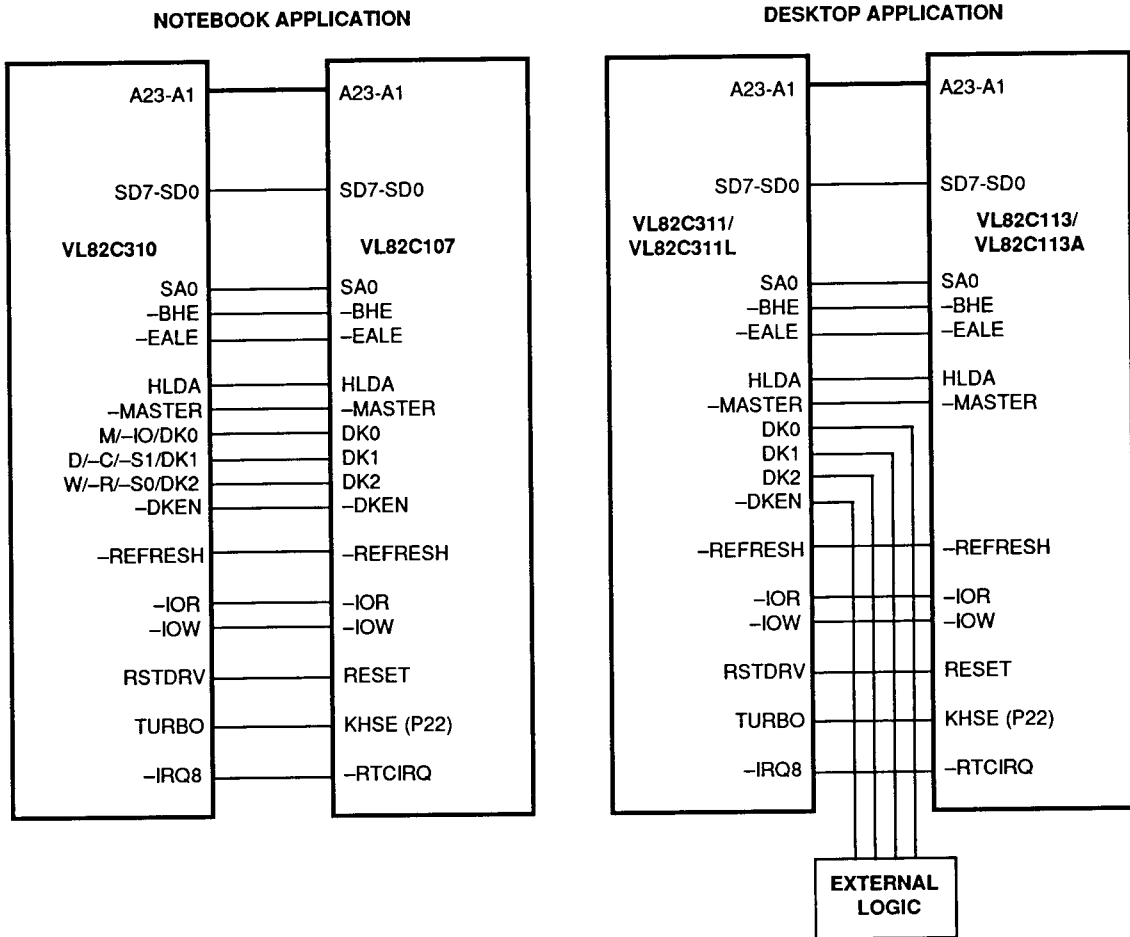 NOTEBOOK APPLICATION
A23-A1
A23-A1
SD7-SD0
SD7-SD0
VL82C310
VL82C107
SA0
SA0
–BHE
–BHE
–EALE
–EALE
HLDA
HLDA
–MASTER
–MASTER
M/–IO/DK0
DK0
D/–C/–S1/DK1
DK1
W/–R/–S0/DK2
DK2
–DKEN
–DKEN
–REFRESH
–REFRESH
–IOR
–IOR
–IOW
–IOW
RSTDRV
RESET
TURBO
KHSE (P22)
–IRQ8
–RTCIRQ
DESKTOP APPLICATION
A23-A1
A23-A1
SD7-SD0
SD7-SD0
VL82C311/
VL82C311L
VL82C113/
VL82C113A
SA0
SA0
–BHE
–BHE
–EALE
–EALE
HLDA
HLDA
–MASTER
–MASTER
DK0
DK1
DK2
–DKEN
–REFRESH
–REFRESH
–IOR
–IOR
–IOW
–IOW
RSTDRV
RESET
TURBO
KHSE (P22)
–IRQ8
–RTCIRQ
EXTERNAL
LOGIC